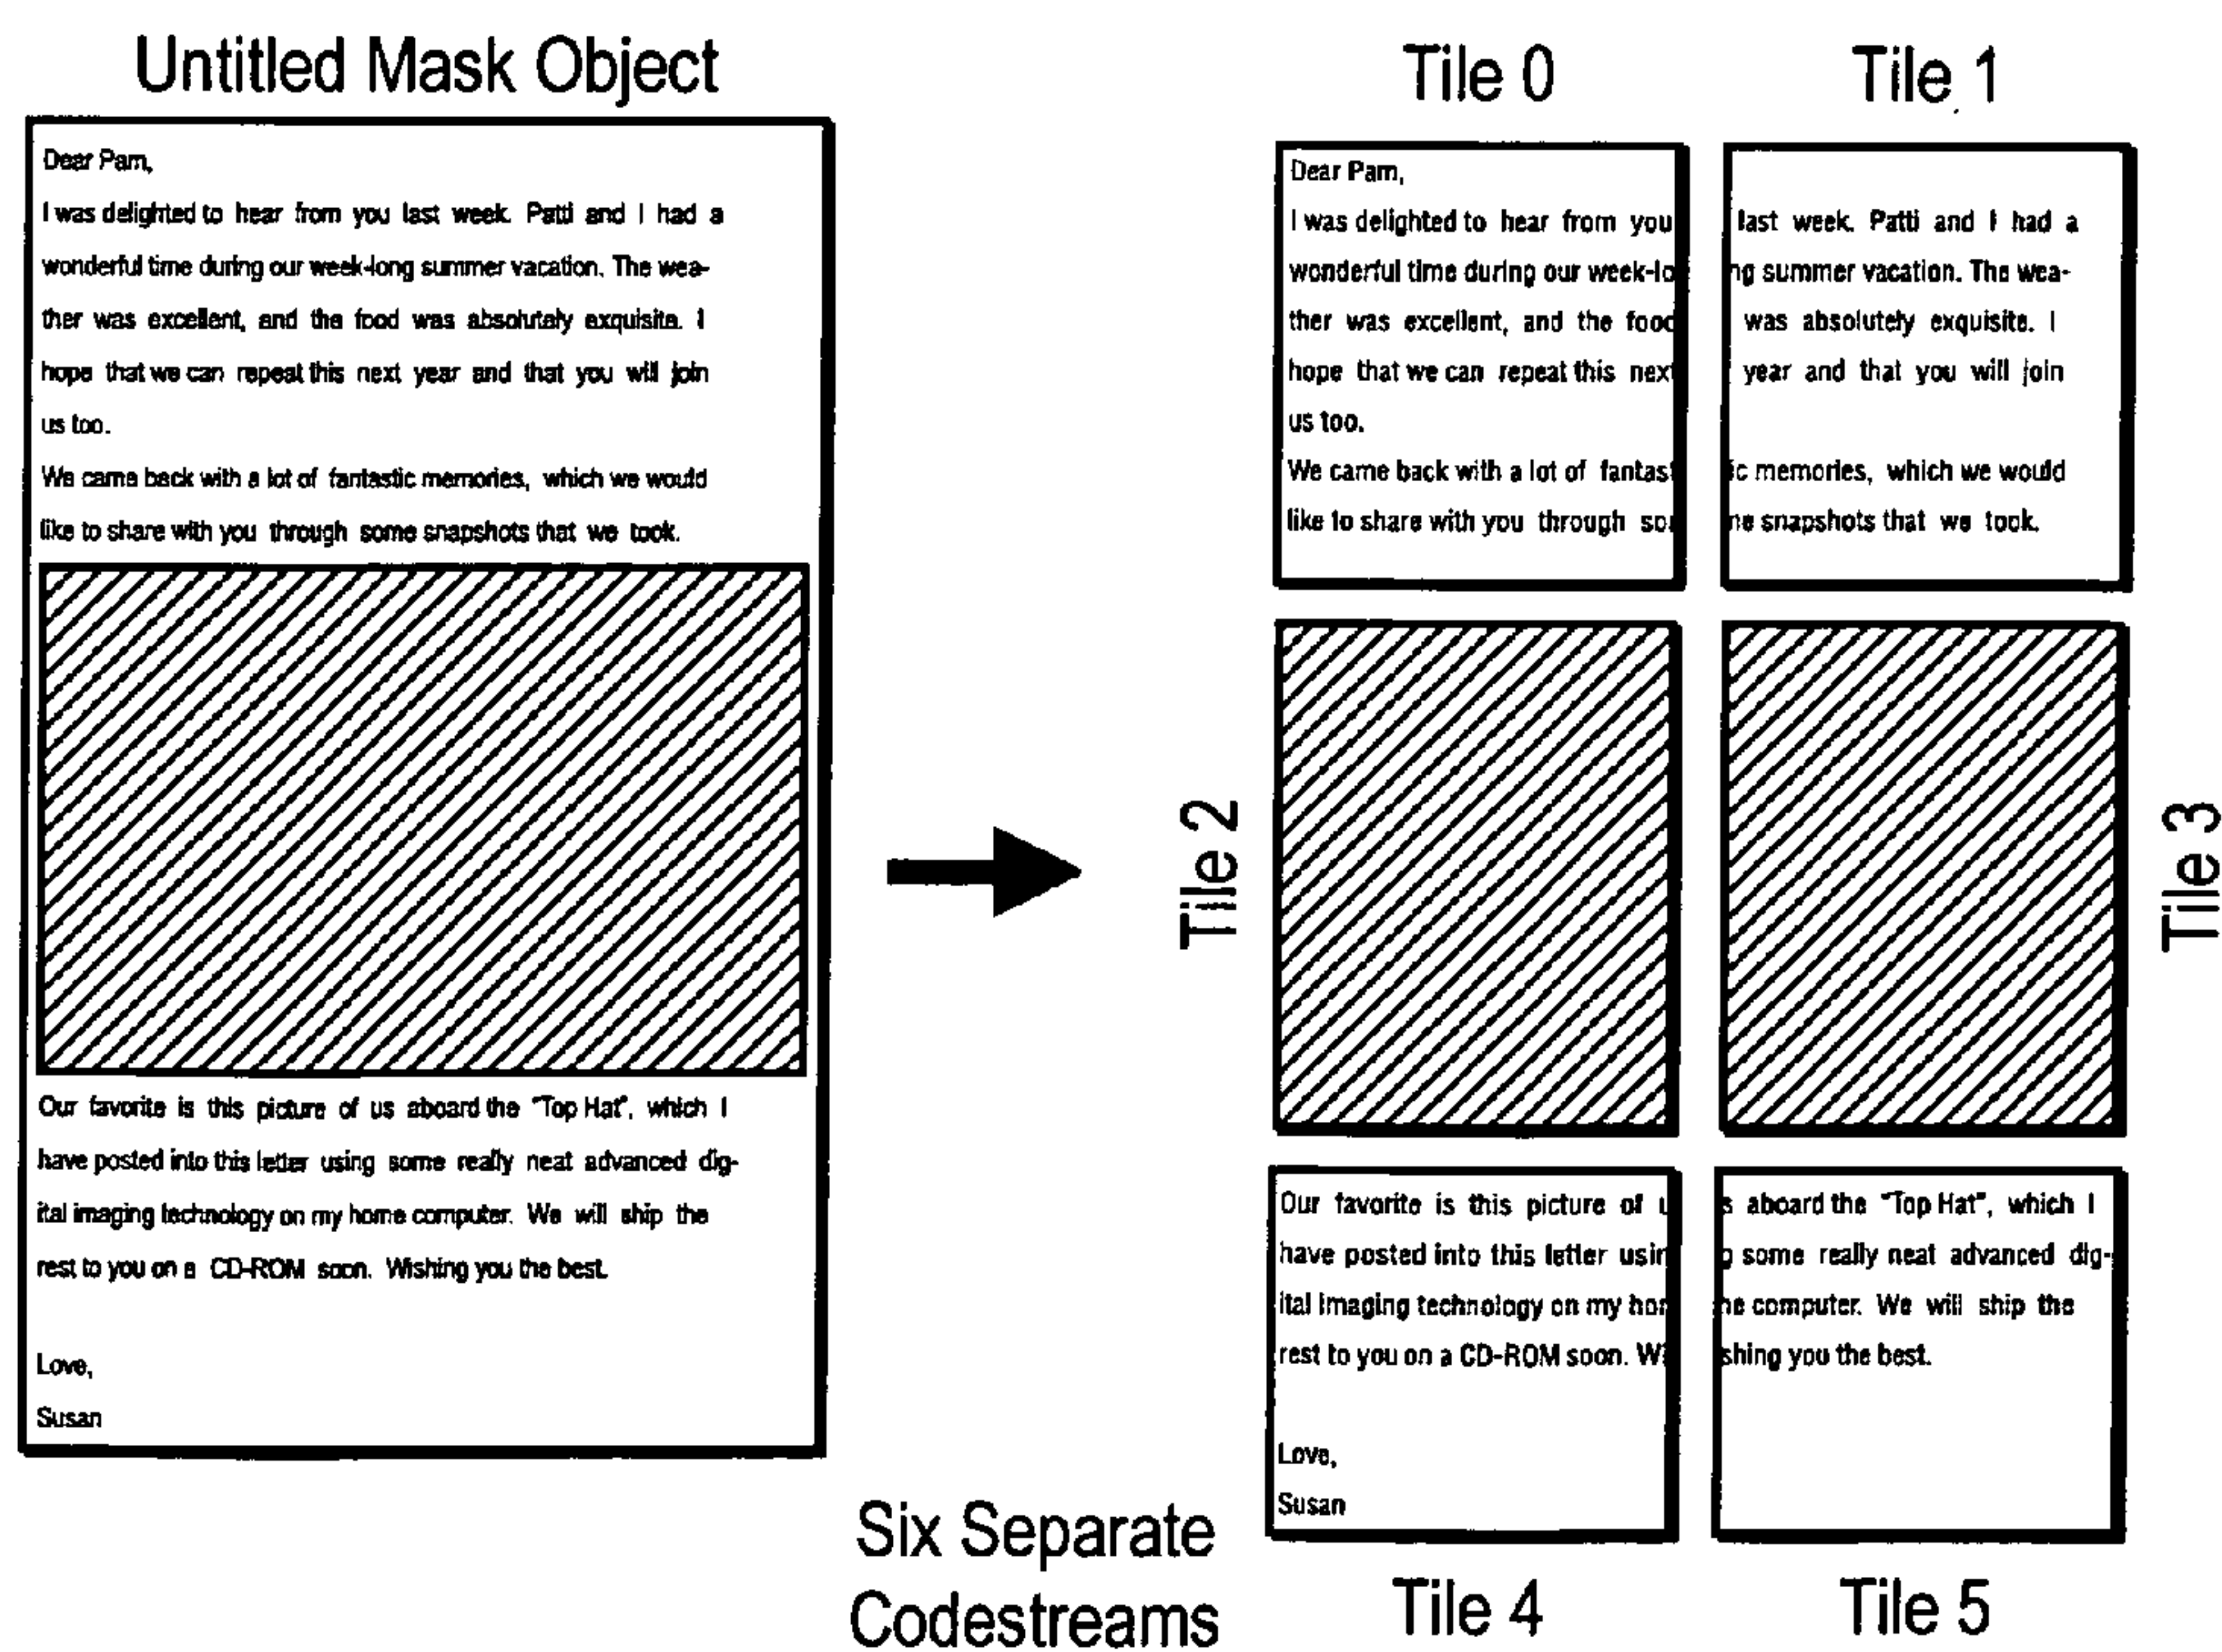 Untitled Mask Object
Dear Pam,
I was delighted to hear from you last week. Patti and I had a
wonderful time during our week-long summer vacation. The wea-
ther was excellent, and the food was absolutely exquisite. I
hope that we can repeat this next year and that you will join
us too.
We came back with a lot of fantastic memories, which we would
like to share with you through some snapshots that we took.
Our favorite is this picture of us aboard the "Top Hat", which I
have posted into this letter using some really neat advanced dig-
ital imaging technology on my home computer. We will ship the
rest to you on a CD-ROM soon. Wishing you the best.
Love,
Susan
Six Separate
Codestreams
Tile 0
Dear Pam,
I was delighted to hear from you
wonderful time during our week-lo
ther was excellent, and the food
hope that we can repeat this next
us too.
We came back with a lot of fantast
like to share with you through so
Tile 1
last week. Patti and I had a
ng summer vacation. The wea-
was absolutely exquisite. I
year and that you will join
ic memories, which we would
me snapshots that we took.
Tile 2
Tile 3
Our favorite is this picture of u
have posted into this letter usin
ital imaging technology on my hom
rest to you on a CD-ROM soon. Wi
Love,
Susan
Tile 4
s aboard the "Top Hat", which I
g some really neat advanced dig-
me computer. We will ship the
shing you the best.
Tile 5